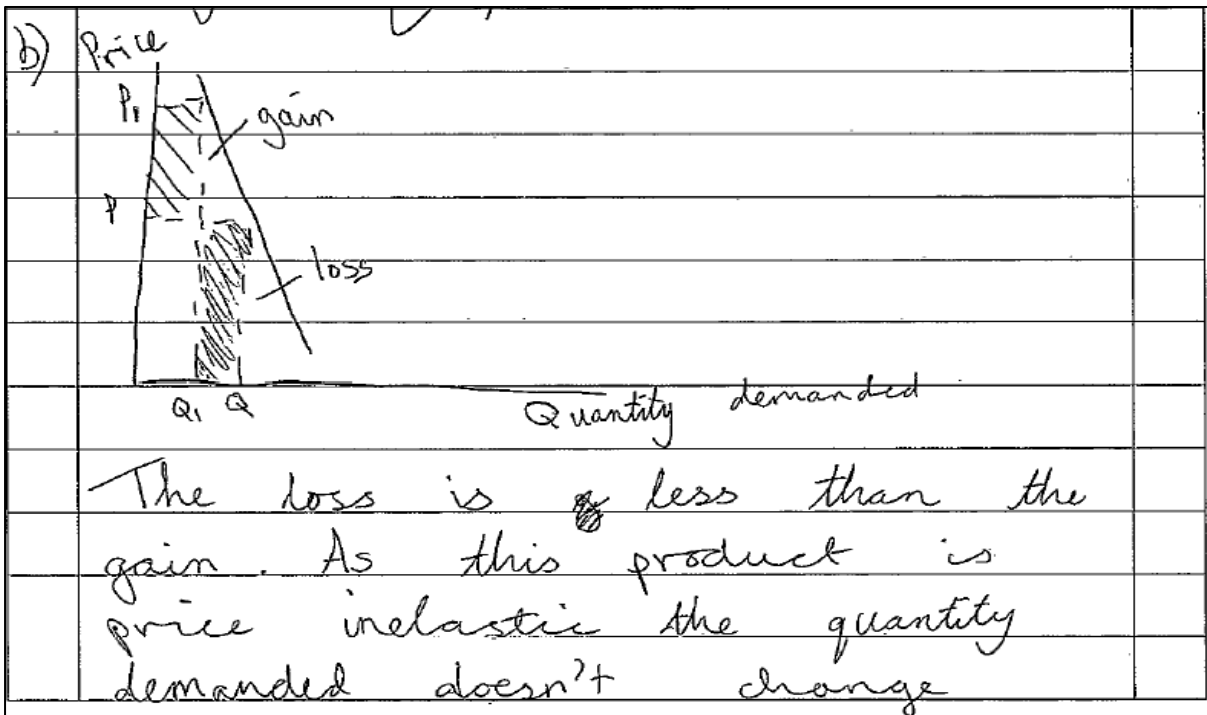 b)
Price
P₁
gain
P
loss
Q₁ Q
Quantity demanded
The loss is less than the
gain. As this product is
price inelastic the quantity
demanded doesn't change